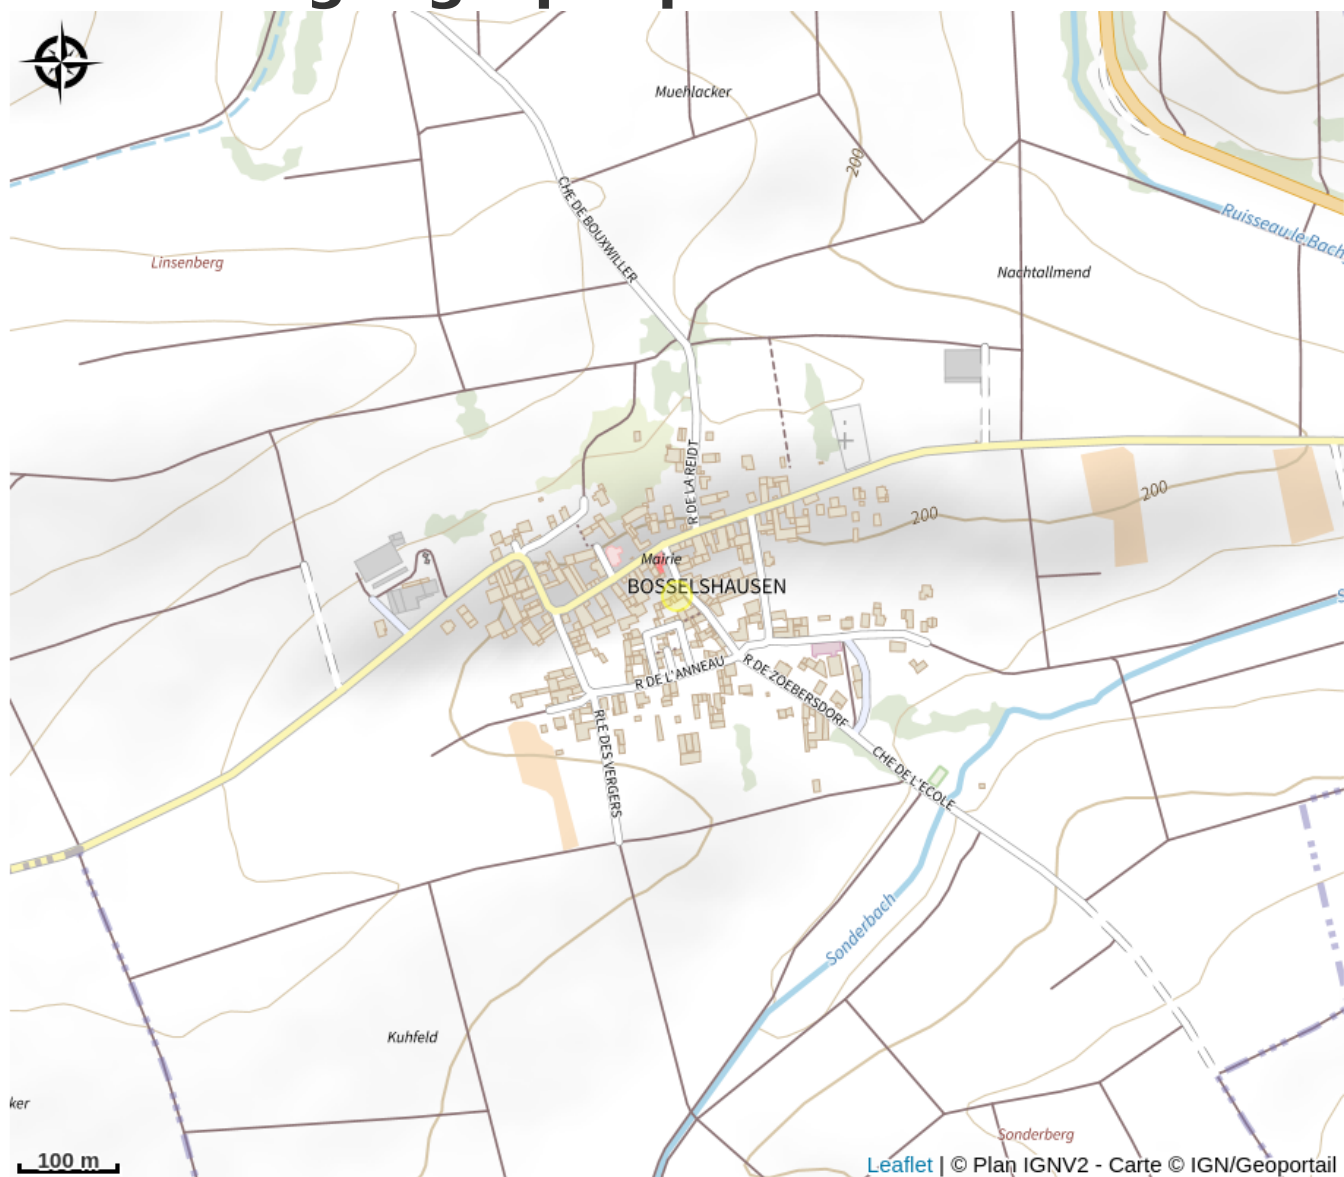 Muehlacker
200
CHE DE BOUXWILLER
Ruisseau le Bach
Linsenberg
Nachtallmend
R DE LA REIDT
200
200
Mairie
BOSSELSHAUSEN
R DE L'ANNEAU
R DE ZOEBERSDORF
RLE DES VERGERS
CHE DE L'ECOLE
Sonderbach
Kuhfeld
ker
Sonderberg
100 m
Leaflet | © Plan IGNV2 - Carte © IGN/Geoportail